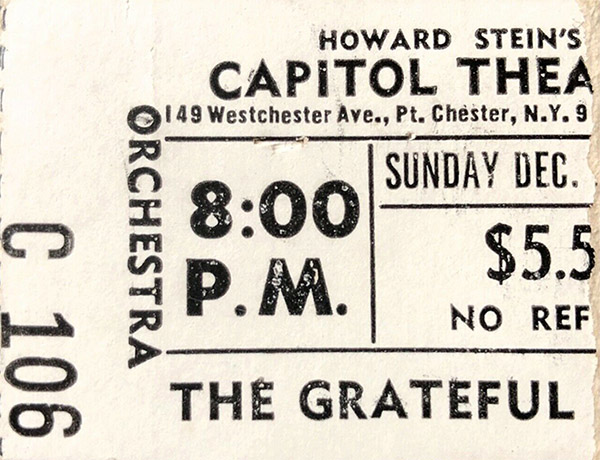 HOWARD STEIN'S
CAPITOL THEA
149 Westchester Ave., Pt. Chester, N.Y. 9
ORCHESTRA
C 106
8:00
P.M.
SUNDAY DEC.
$5.5
NO REF
THE GRATEFUL